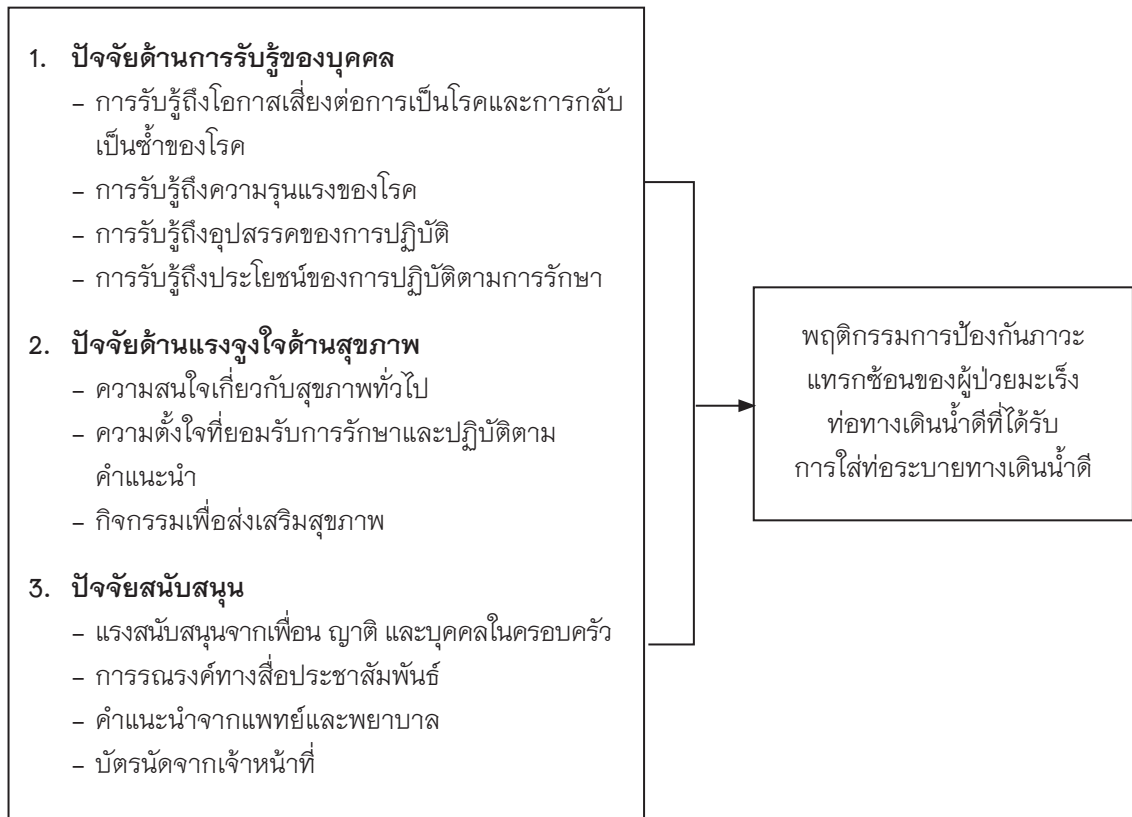 1. ปัจจัยด้านการรับรู้ของบุคคล
– การรับรู้ถึงโอกาสเสี่ยงต่อการเป็นโรคและการกลับ
เป็นซ้ำของโรค
– การรับรู้ถึงความรุนแรงของโรค
– การรับรู้ถึงอุปสรรคของการปฏิบัติ
– การรับรู้ถึงประโยชน์ของการปฏิบัติตามการรักษา
2. ปัจจัยด้านแรงจูงใจด้านสุขภาพ
– ความสนใจเกี่ยวกับสุขภาพทั่วไป
– ความตั้งใจที่ยอมรับการรักษาและปฏิบัติตาม
คำแนะนำ
– กิจกรรมเพื่อส่งเสริมสุขภาพ
3. ปัจจัยสนับสนุน
– แรงสนับสนุนจากเพื่อน ญาติ และบุคคลในครอบครัว
– การรณรงค์ทางสื่อประชาสัมพันธ์
– คำแนะนำจากแพทย์และพยาบาล
– บัตรนัดจากเจ้าหน้าที่
พฤติกรรมการป้องกันภาวะ
แทรกซ้อนของผู้ป่วยมะเร็ง
ท่อทางเดินน้ำดีที่ได้รับ
การใส่ท่อระบายทางเดินน้ำดี